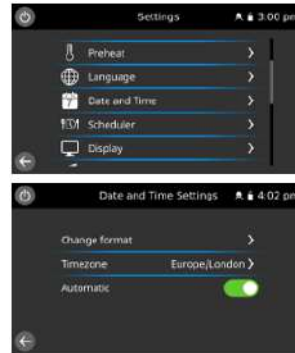 Settings 3:00 pm
Preheat
Language
Date and Time
Scheduler
Display
Date and Time Settings 4:02 pm
Change format
Timezone Europe/London
Automatic